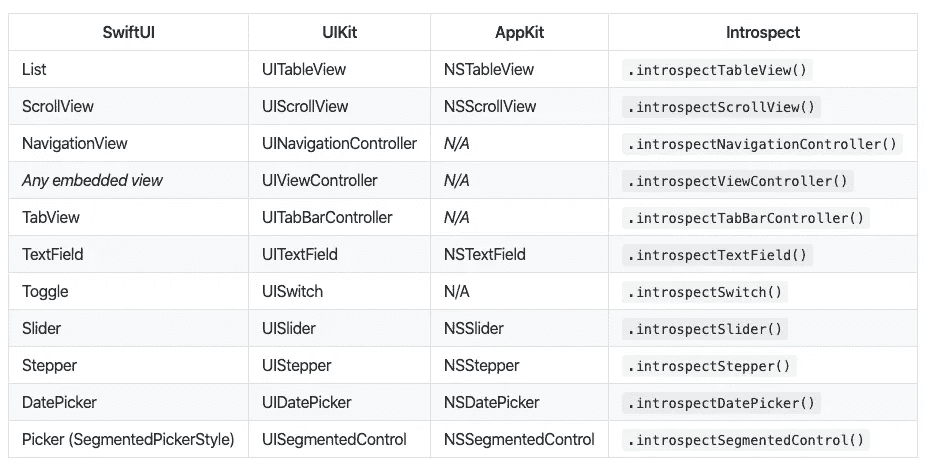 SwiftUI UIKit AppKit Introspect
List UITableView NSTableView .introspectTableView()
ScrollView UIScrollView NSScrollView .introspectScrollView()
NavigationView UINavigationController N/A .introspectNavigationController()
Any embedded view UIViewController N/A .introspectViewController()
TabView UITabBarController N/A .introspectTabBarController()
TextField UITextField NSTextField .introspectTextField()
Toggle UISwitch N/A .introspectSwitch()
Slider UISlider NSSlider .introspectSlider()
Stepper UIStepper NSStepper .introspectStepper()
DatePicker UIDatePicker NSDatePicker .introspectDatePicker()
Picker (SegmentedPickerStyle) UISegmentedControl NSSegmentedControl .introspectSegmentedControl()